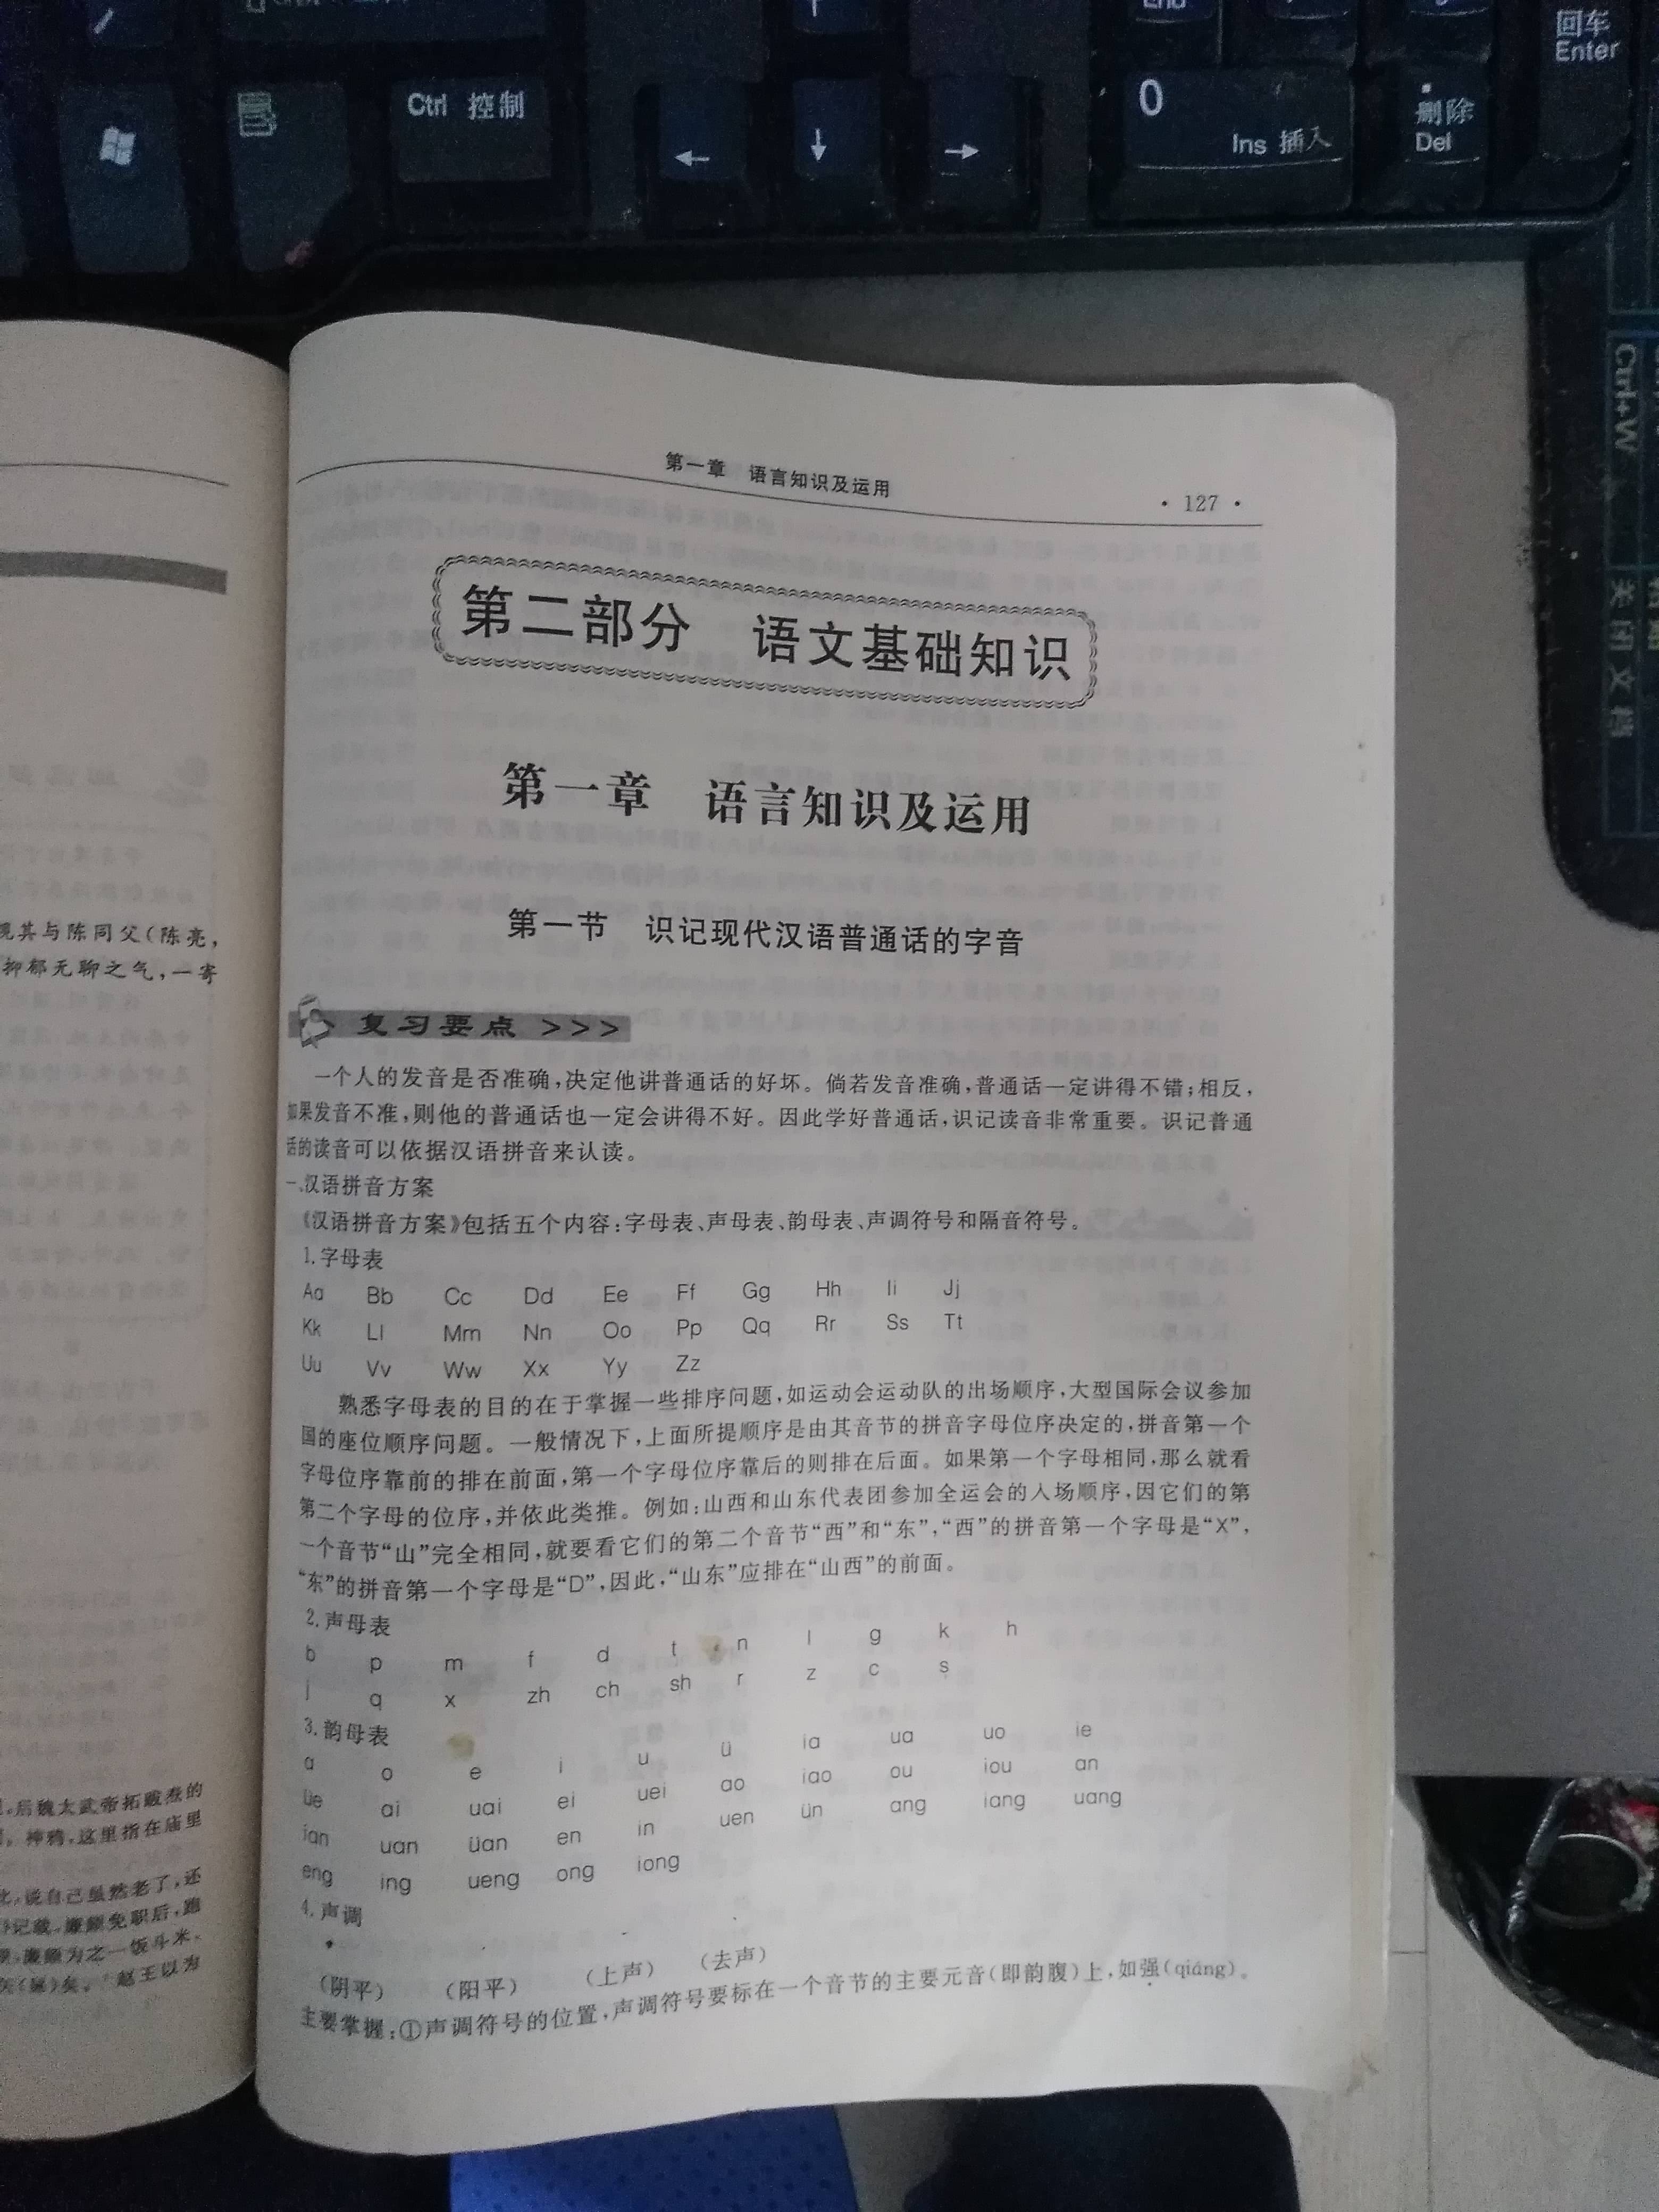 Ctrl 控制
←
↓
→
0
Ins 插入
删除
Del
回车
Enter
Ctrl+W
关闭文档
第一章 语言知识及运用
·127·
第二部分 语文基础知识
第一章 语言知识及运用
第一节 识记现代汉语普通话的字音
复习要点 >>>
一个人的发音是否准确,决定他讲普通话的好坏。倘若发音准确,普通话一定讲得不错;相反,
如果发音不准,则他的普通话也一定会讲得不好。因此学好普通话,识记读音非常重要。识记普通
话的读音可以依据汉语拼音来认读。
一、汉语拼音方案
《汉语拼音方案》包括五个内容:字母表、声母表、韵母表、声调符号和隔音符号。
1.字母表
Aa Bb Cc Dd Ee Ff Gg Hh Ii Jj
Kk Ll Mm Nn Oo Pp Qq Rr Ss Tt
Uu Vv Ww Xx Yy Zz
熟悉字母表的目的在于掌握一些排序问题,如运动会运动队的出场顺序,大型国际会议参加
国的座位顺序问题。一般情况下,上面所提顺序是由其音节的拼音字母位序决定的,拼音第一个
字母位序靠前的排在前面,第一个字母位序靠后的则排在后面。如果第一个字母相同,那么就看
第二个字母的位序,并依此类推。例如:山西和山东代表团参加全运会的入场顺序,因它们的第
一个音节“山”完全相同,就要看它们的第二个音节“西”和“东”,“西”的拼音第一个字母是“X”,
“东”的拼音第一个字母是“D”,因此,“山东”应排在“山西”的前面。
2.声母表
b p m f d t n l g k h
j q x zh ch sh r z c s
3.韵母表
a o e i u ü ia ua uo ie
üe ai uai ei uei ao iao ou iou an
ian uan üan en in uen ün ang iang uang
eng ing ueng ong iong
4.声调
(阴平) (阳平) (上声) (去声)
主要掌握:①声调符号的位置,声调符号要标在一个音节的主要元音(即韵腹)上,如强(qiáng)。
其与陈同父(陈亮,
抑郁无聊之气,一寄
后魏太武帝拓跋焘的
神鸦,这里指在庙里
说自己虽然老了,还
记载,廉颇免职后,跑
廉颇为之一饭斗米,
矣。”赵王以为